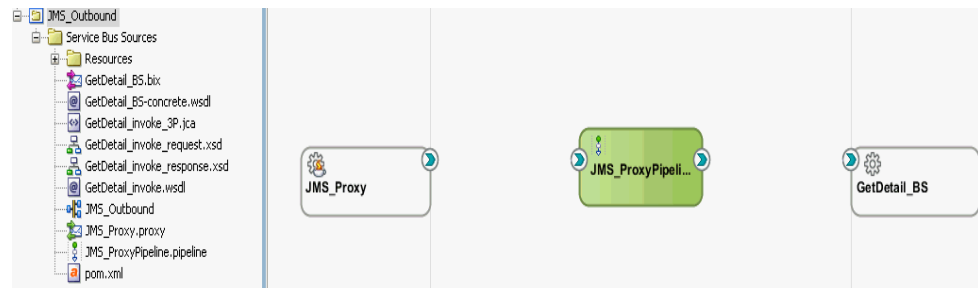 JMS_Outbound
Service Bus Sources
Resources
GetDetail_BS.bix
GetDetail_BS-concrete.wsdl
GetDetail_invoke_3P.jca
GetDetail_invoke_request.xsd
GetDetail_invoke_response.xsd
GetDetail_invoke.wsdl
JMS_Outbound
JMS_Proxy.proxy
JMS_ProxyPipeline.pipeline
pom.xml
JMS_Proxy
JMS_ProxyPipeli...
GetDetail_BS